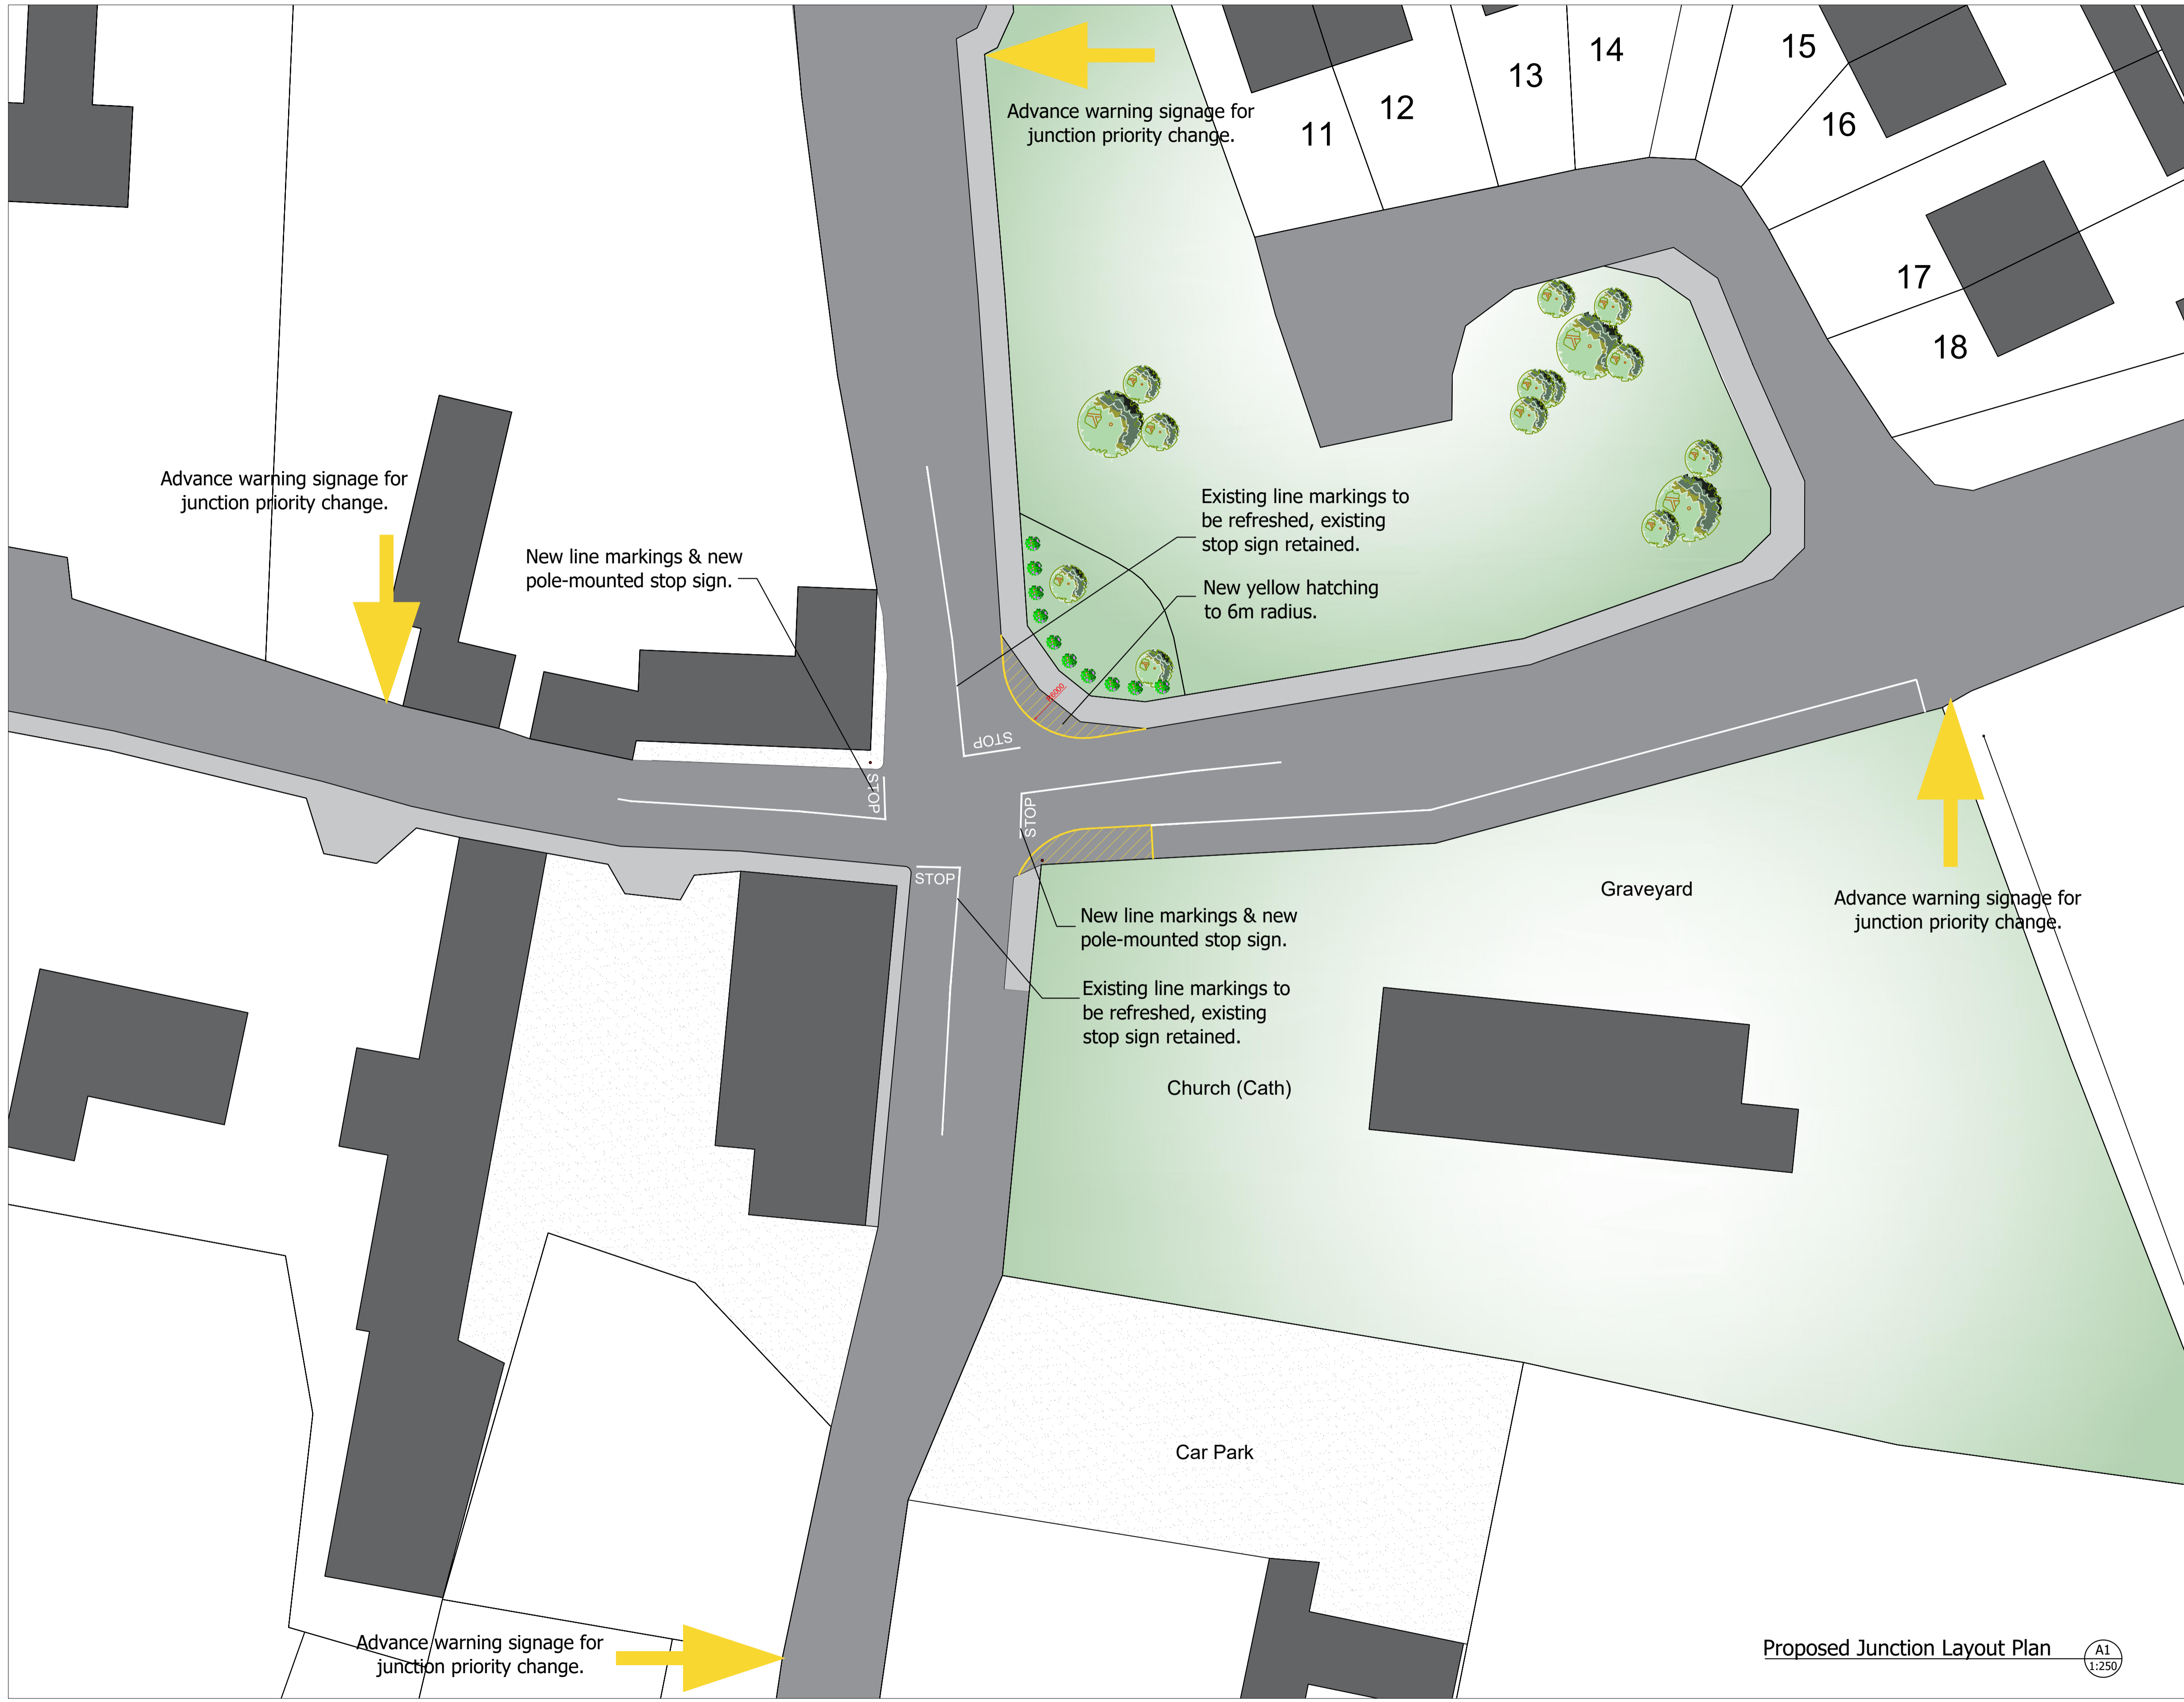 Advance warning signage for
junction priority change.
11
12
13
14
15
16
17
18
Advance warning signage for
junction priority change.
New line markings & new
pole-mounted stop sign.
Existing line markings to
be refreshed, existing
stop sign retained.
New yellow hatching
to 6m radius.
STOP
STOP
STOP
STOP
New line markings & new
pole-mounted stop sign.
Existing line markings to
be refreshed, existing
stop sign retained.
Graveyard
Advance warning signage for
junction priority change.
Church (Cath)
Car Park
Advance warning signage for
junction priority change.
Proposed Junction Layout Plan
A1
1:250